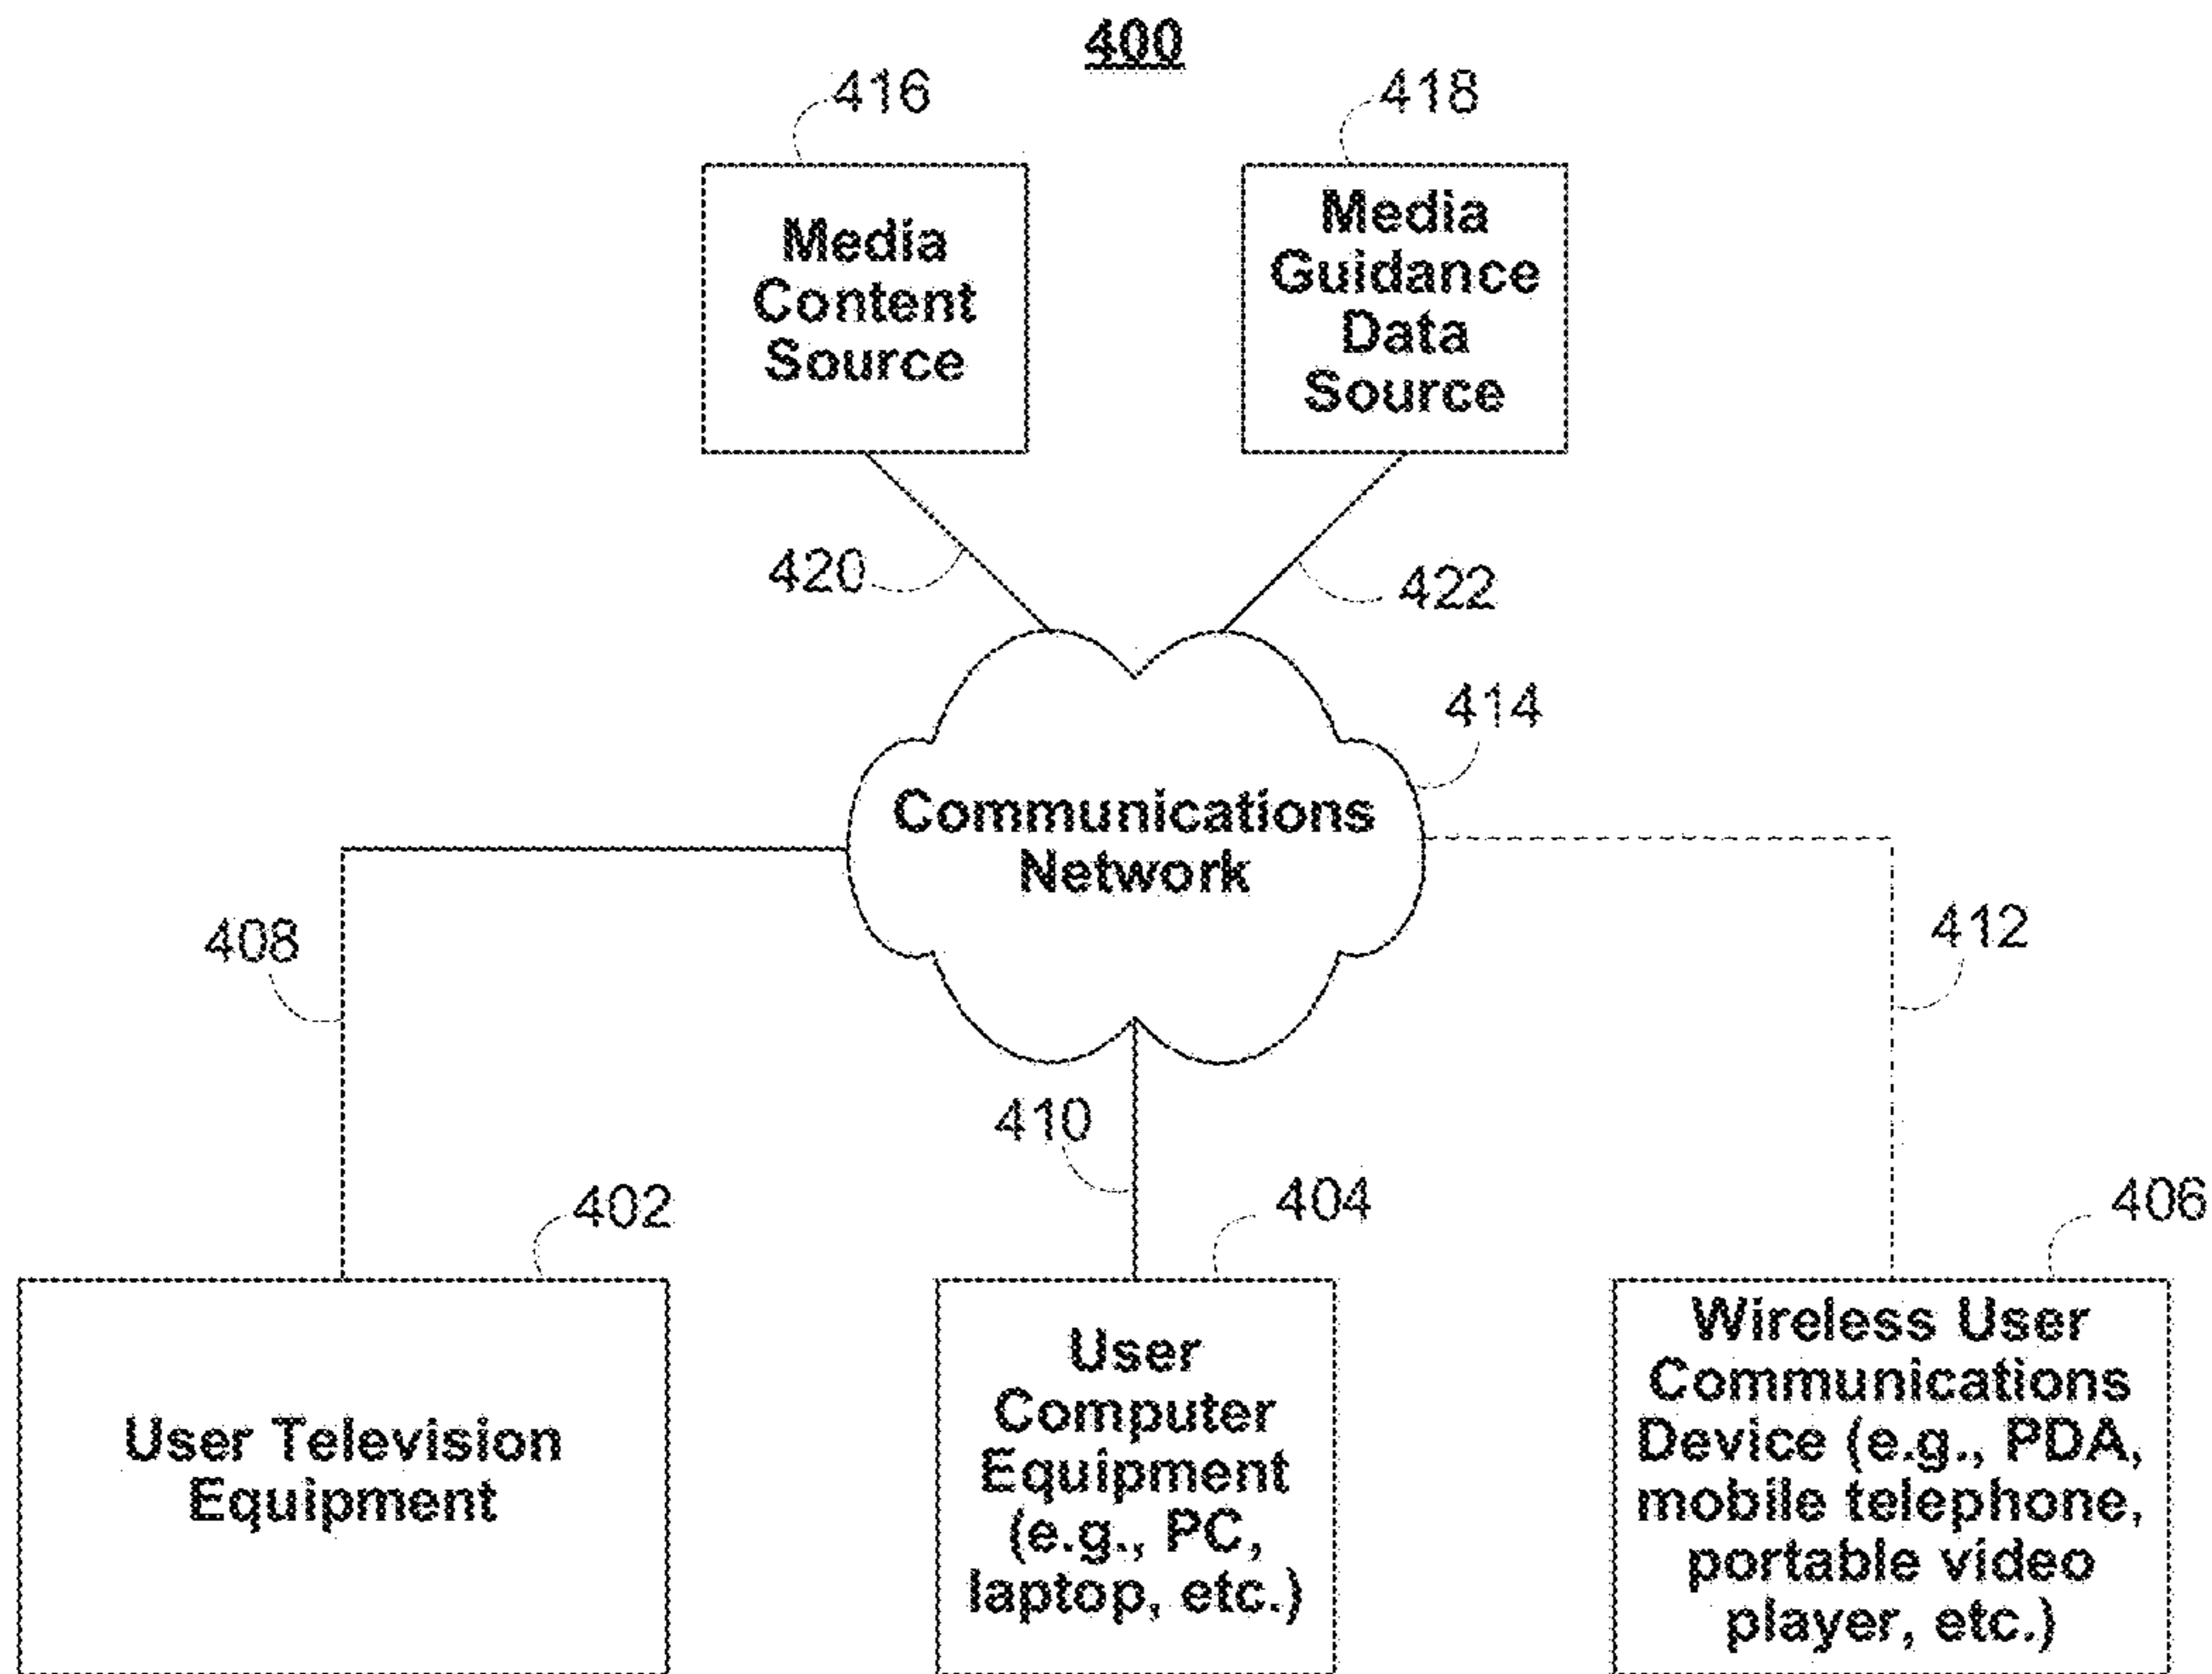 400
416
418
Media
Content
Source
Media
Guidance
Data
Source
420
422
414
Communications
Network
408
412
410
402
404
406
User Television
Equipment
User
Computer
Equipment
(e.g., PC,
laptop, etc.)
Wireless User
Communications
Device (e.g., PDA,
mobile telephone,
portable video
player, etc.)